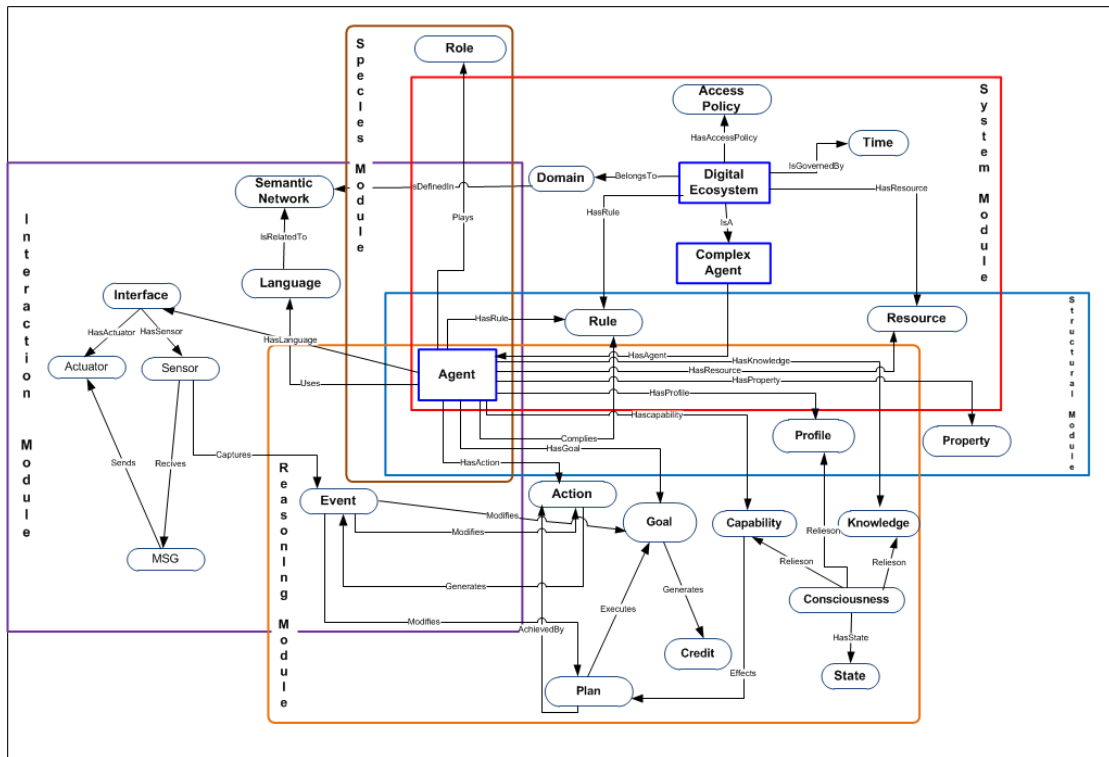 Specles Module
Role
System Module
Access
Policy
HasAccessPolicy
Time
IsGovernedBy
Digital
Ecosystem
BelongsTo
Domain
IsDefinedIn
Semantic
Network
HasResource
HasRule
Plays
IsA
IsRelatedTo
Complex
Agent
Interaction Module
Language
Interface
Structural Module
Rule
Resource
HasRule
HasActuator
HasSensor
HasLanguage
HasAgent
HasKnowledge
HasResource
HasProperty
HasProfile
Agent
Actuator
Sensor
Uses
Hascapability
Complies
HasGoal
HasAction
Profile
Property
Sends
Recives
Captures
ReasonIng Module
Event
Action
Modifies
Modifies
Goal
Capability
Knowledge
Relieson
Relieson
Relieson
MSG
Generates
Executes
Generates
Consciousness
Modifies
AchievedBy
HasState
Credit
Effects
State
Plan